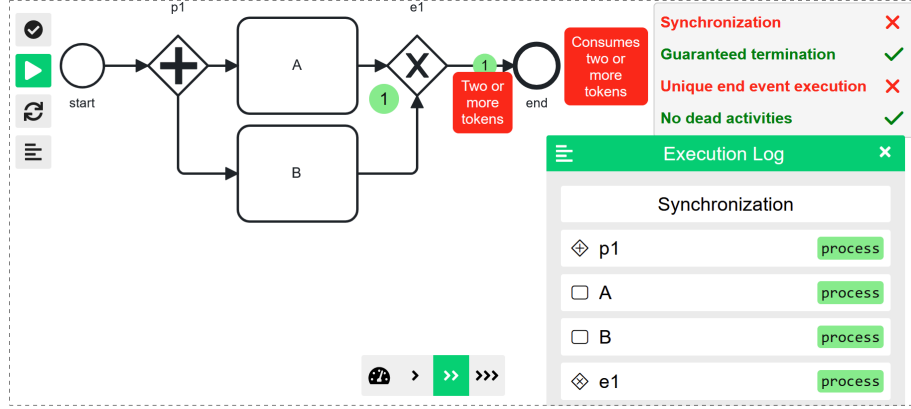 p1
e1
A
B
start
end
1
1
Two or
more
tokens
Consumes
two or
more
tokens
Synchronization
Guaranteed termination
Unique end event execution
No dead activities
Execution Log
Synchronization
p1 process
A process
B process
e1 process